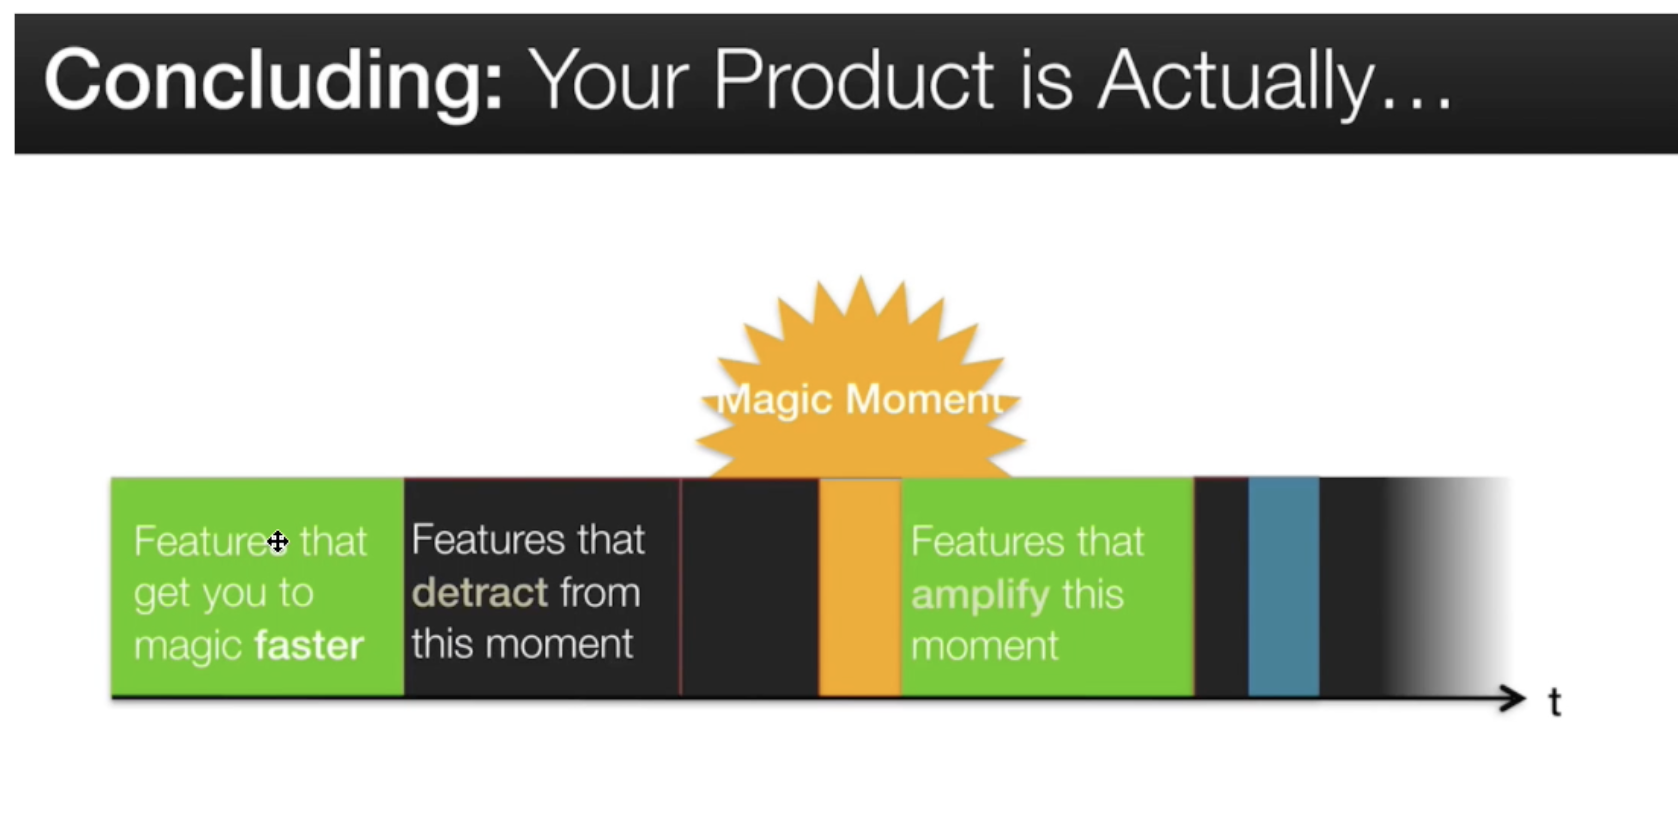 Concluding: Your Product is Actually...
Magic Moment
Features that
get you to
magic faster
Features that
detract from
this moment
Features that
amplify this
moment
t